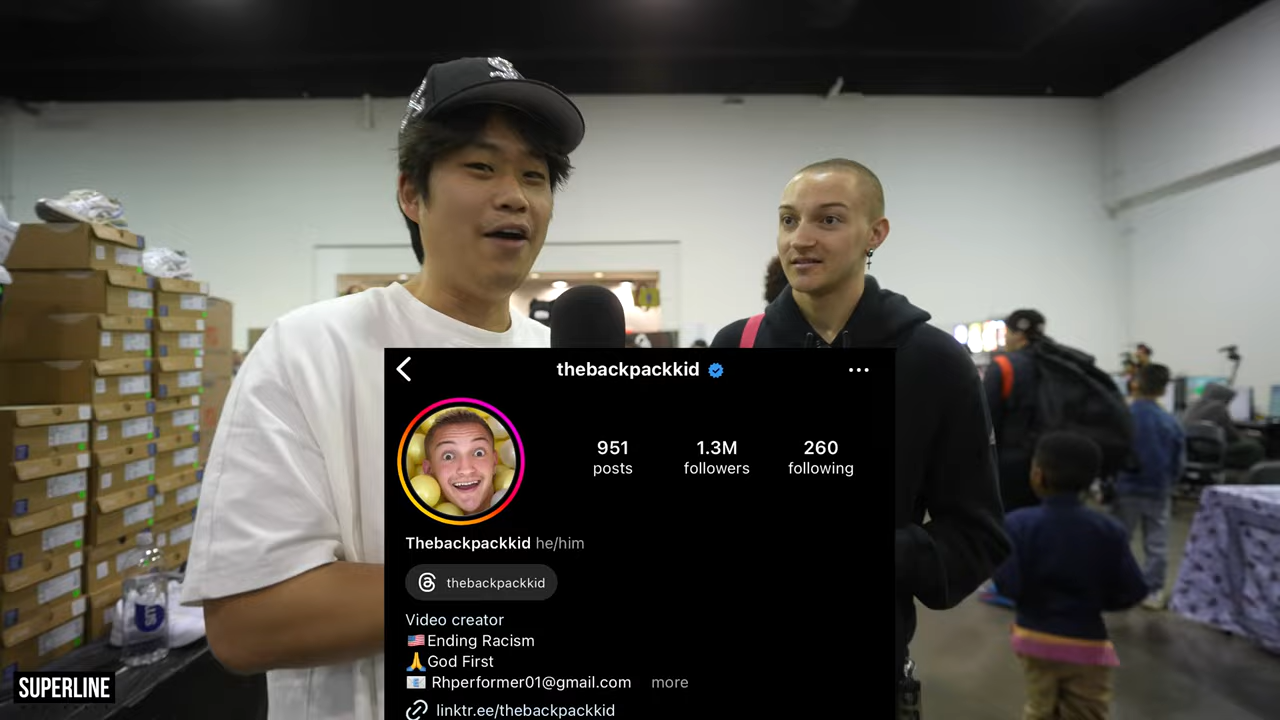 thebackpackkid
951
1.3M
260
posts
followers
following
Thebackpackkid he/him
thebackpackkid
Video creator
🇺🇸Ending Racism
🙏God First
📧 Rhperformer01@gmail.com more
linktr.ee/thebackpackkid
SUPERLINE